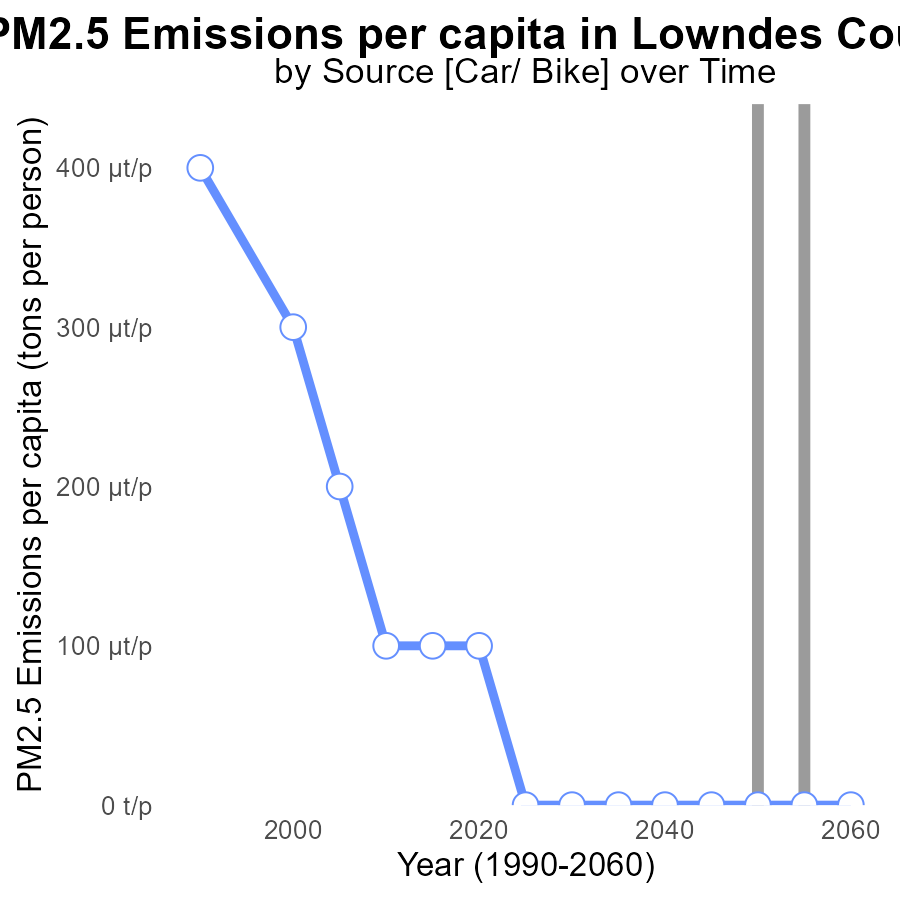 PM2.5 Emissions per capita in Lowndes Cou
by Source [Car/ Bike] over Time
PM2.5 Emissions per capita (tons per person)
400 µt/p
300 µt/p
200 µt/p
100 µt/p
0 t/p
2000 2020 2040 2060
Year (1990-2060)